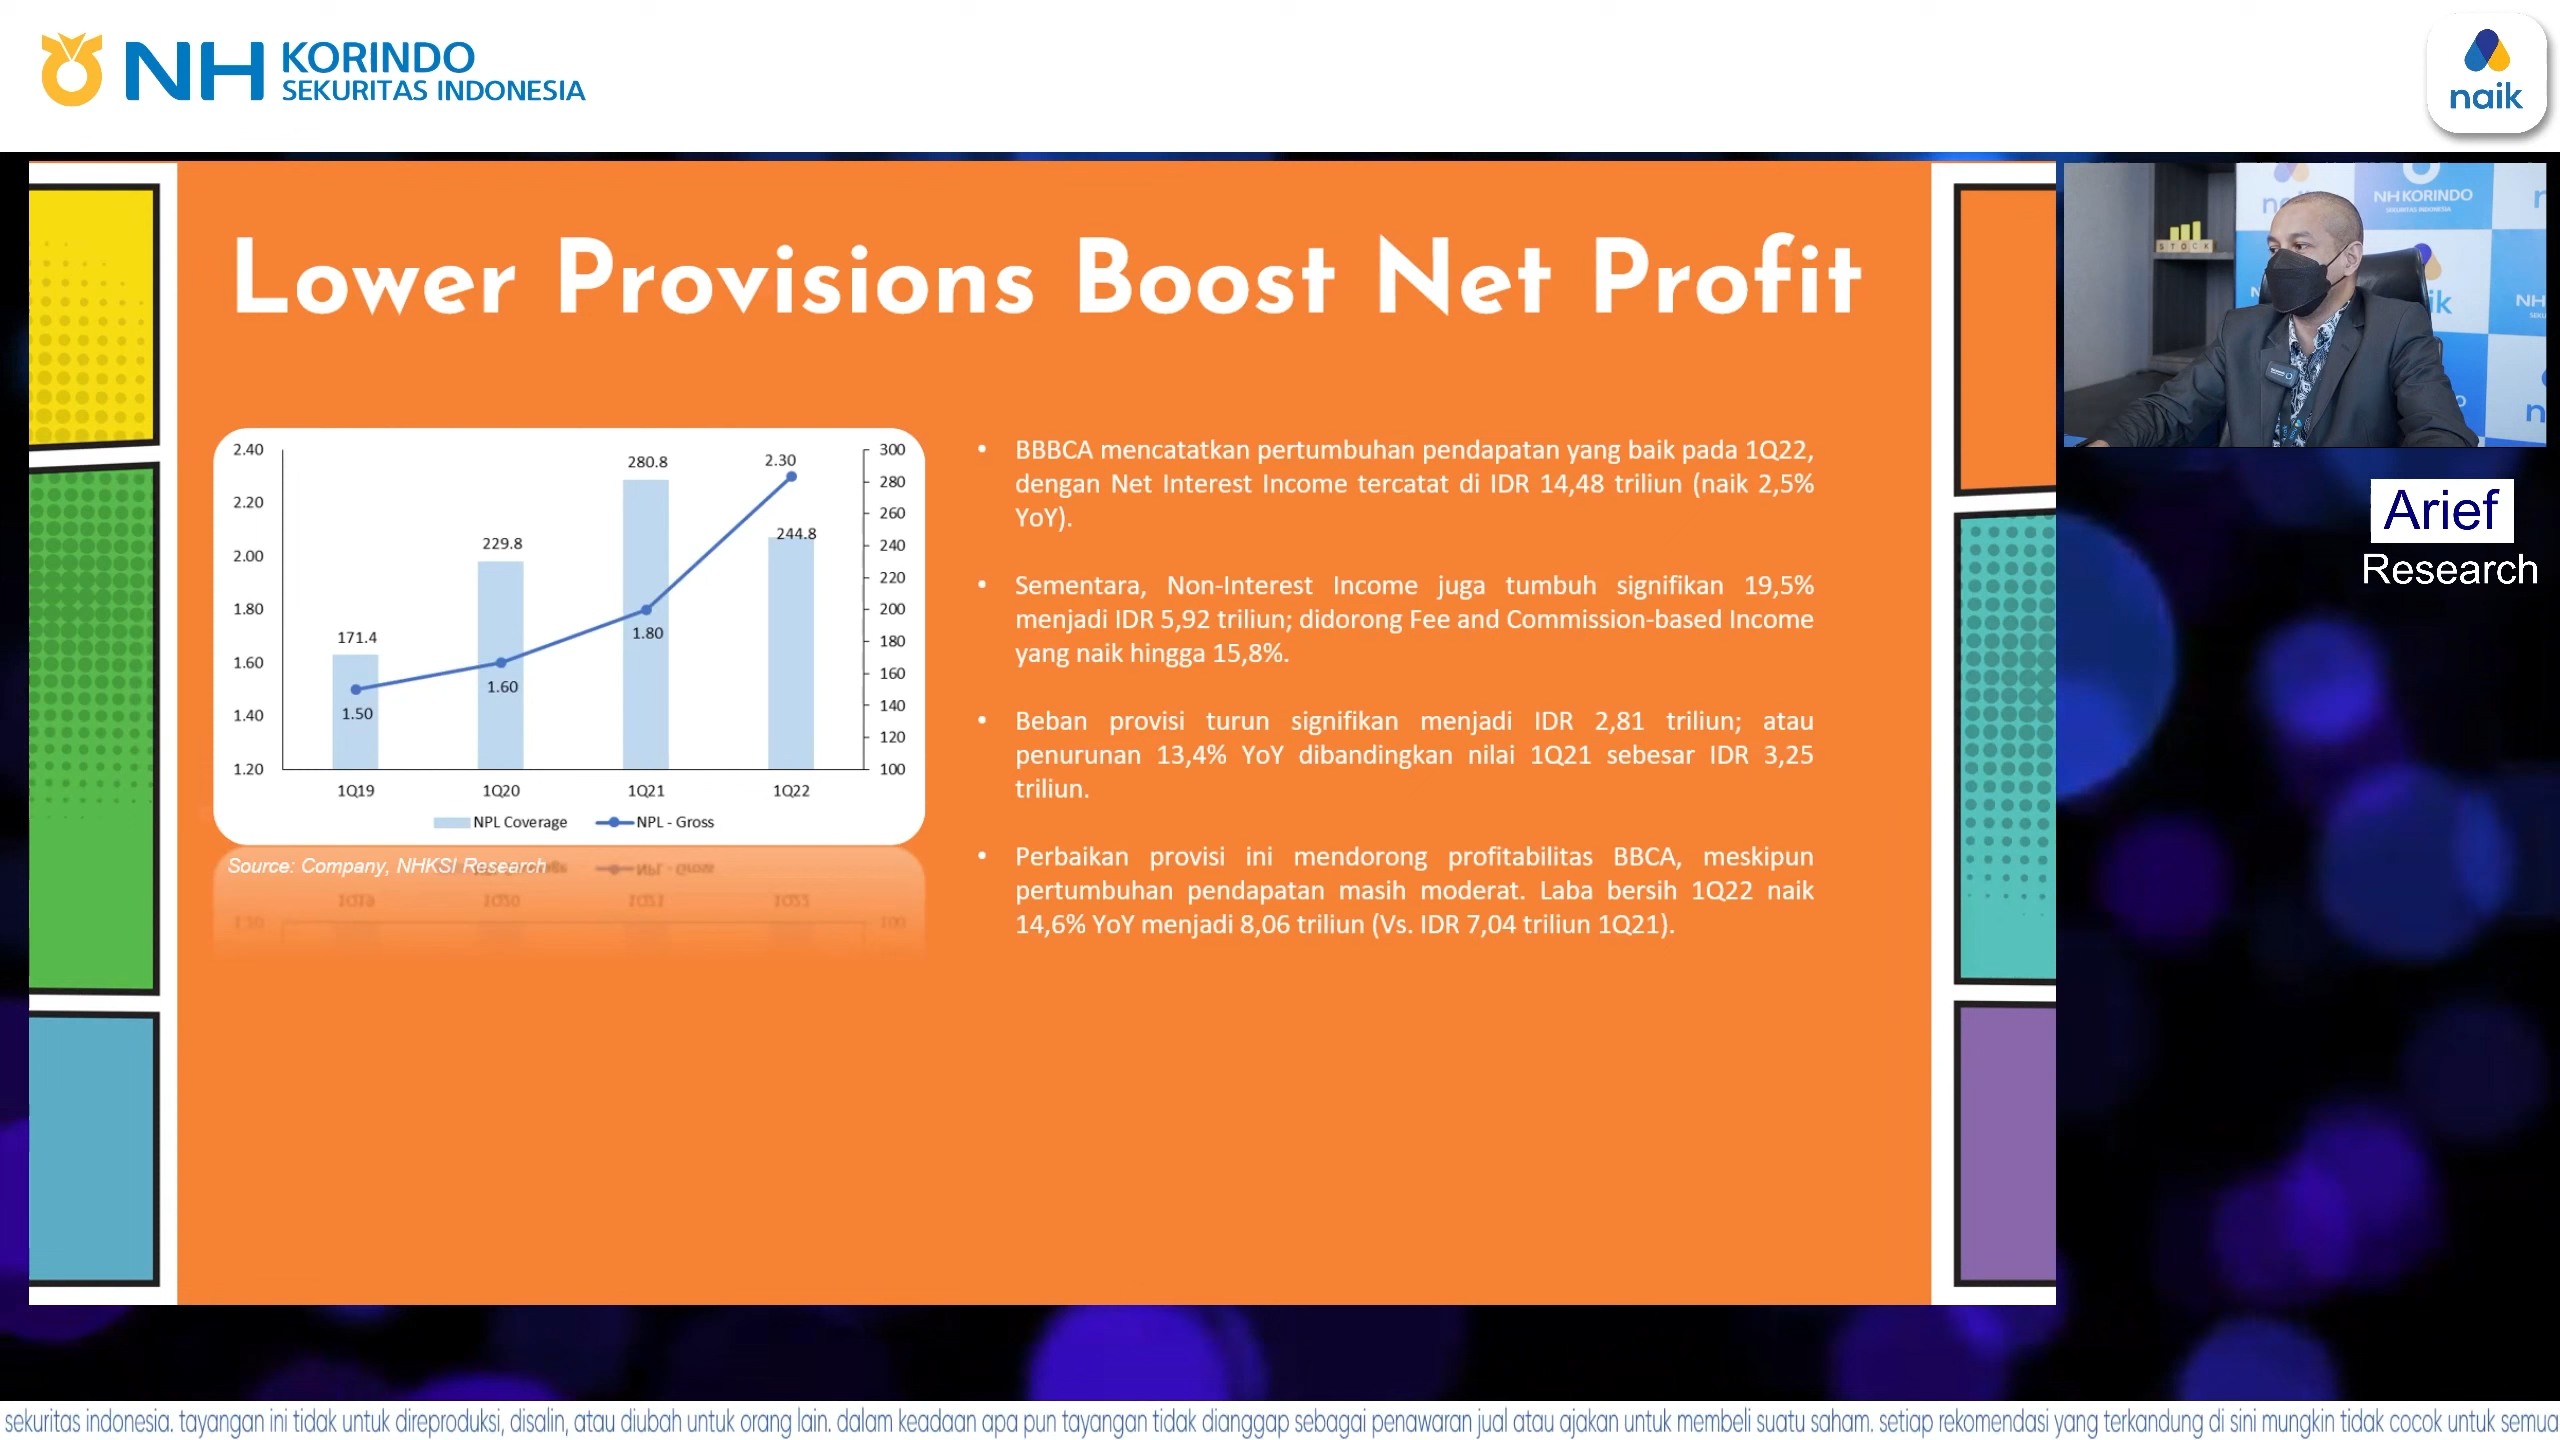 NH KORINDO
SEKURITAS INDONESIA
naik
Lower Provisions Boost Net Profit
2.40
2.20
2.00
1.80
1.60
1.40
1.20
300
280
260
240
220
200
180
160
140
120
100
171.4
229.8
280.8
244.8
1.50
1.60
1.80
2.30
1Q19
1Q20
1Q21
1Q22
NPL Coverage
NPL - Gross
Source: Company, NHKSI Research
• BBBCA mencatatkan pertumbuhan pendapatan yang baik pada 1Q22,
dengan Net Interest Income tercatat di IDR 14,48 triliun (naik 2,5%
YoY).
• Sementara, Non-Interest Income juga tumbuh signifikan 19,5%
menjadi IDR 5,92 triliun; didorong Fee and Commission-based Income
yang naik hingga 15,8%.
• Beban provisi turun signifikan menjadi IDR 2,81 triliun; atau
penurunan 13,4% YoY dibandingkan nilai 1Q21 sebesar IDR 3,25
triliun.
• Perbaikan provisi ini mendorong profitabilitas BBCA, meskipun
pertumbuhan pendapatan masih moderat. Laba bersih 1Q22 naik
14,6% YoY menjadi 8,06 triliun (Vs. IDR 7,04 triliun 1Q21).
NH KORINDO
SEKURITAS INDONESIA
STOCK
Arief
Research
sekuritas indonesia. tayangan ini tidak untuk direproduksi, disalin, atau diubah untuk orang lain. dalam keadaan apa pun tayangan tidak dianggap sebagai penawaran jual atau ajakan untuk membeli suatu saham. setiap rekomendasi yang terkandung di sini mungkin tidak cocok untuk semua